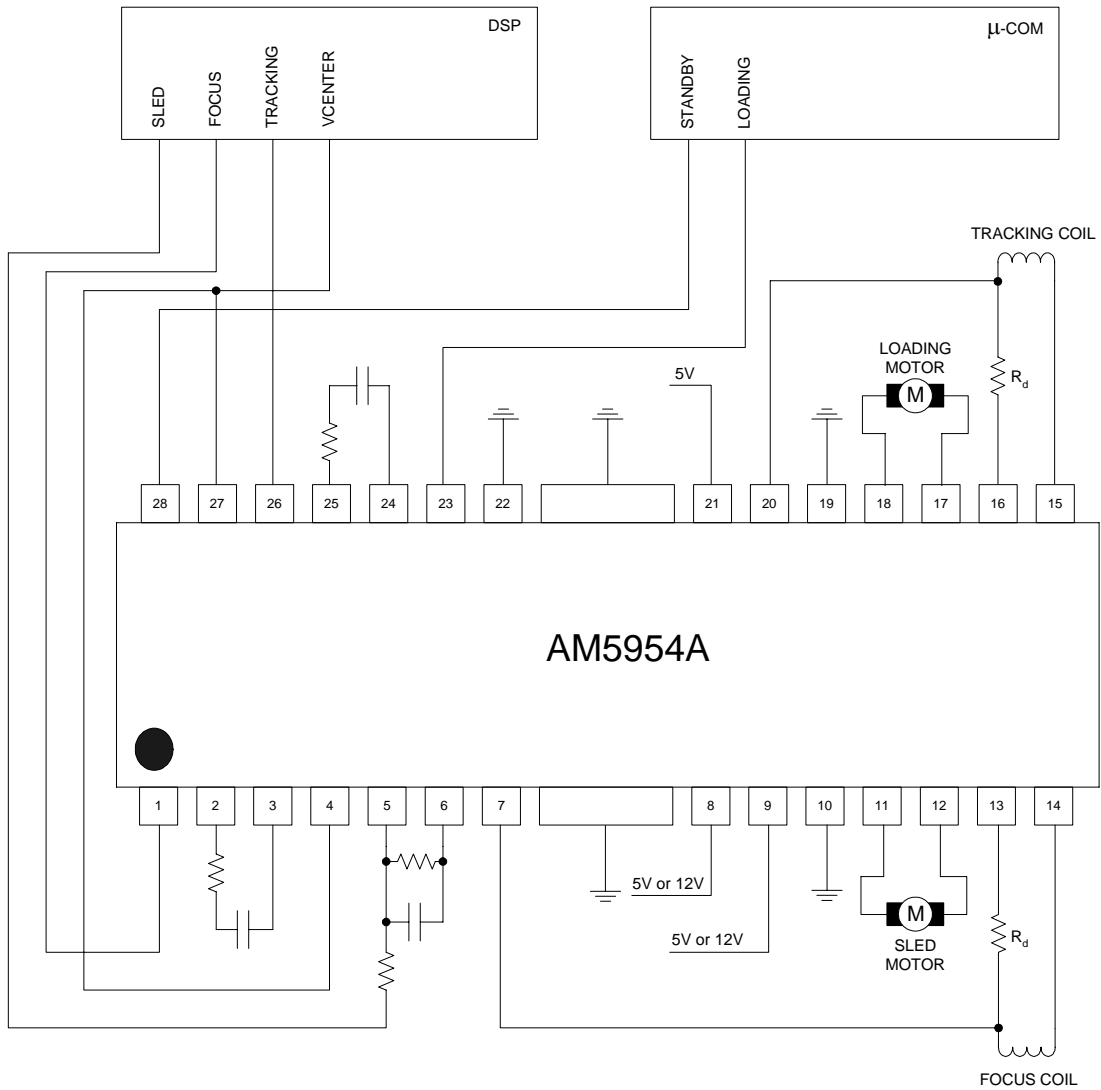 DSP
SLED
FOCUS
TRACKING
VCENTER
μ-COM
STANDBY
LOADING
TRACKING COIL
LOADING
MOTOR
M
R_d
5V
28 27 26 25 24 23 22 21 20 19 18 17 16 15
AM5954A
1 2 3 4 5 6 7 8 9 10 11 12 13 14
5V or 12V
5V or 12V
M
SLED
MOTOR
R_d
FOCUS COIL